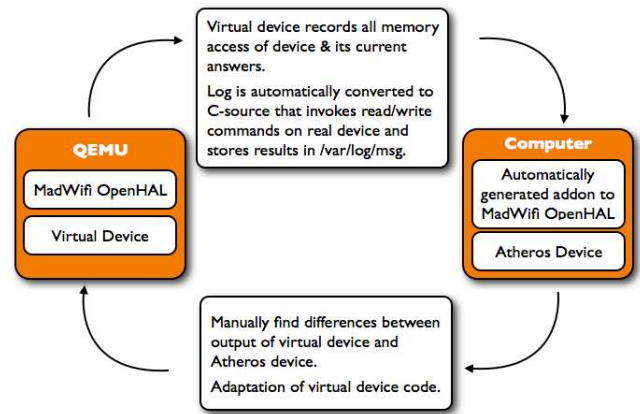 Virtual device records all memory
access of device & its current
answers.
Log is automatically converted to
C-source that invokes read/write
commands on real device and
stores results in /var/log/msg.
QEMU
MadWifi OpenHAL
Virtual Device
Computer
Automatically
generated addon to
MadWifi OpenHAL
Atheros Device
Manually find differences between
output of virtual device and
Atheros device.
Adaptation of virtual device code.